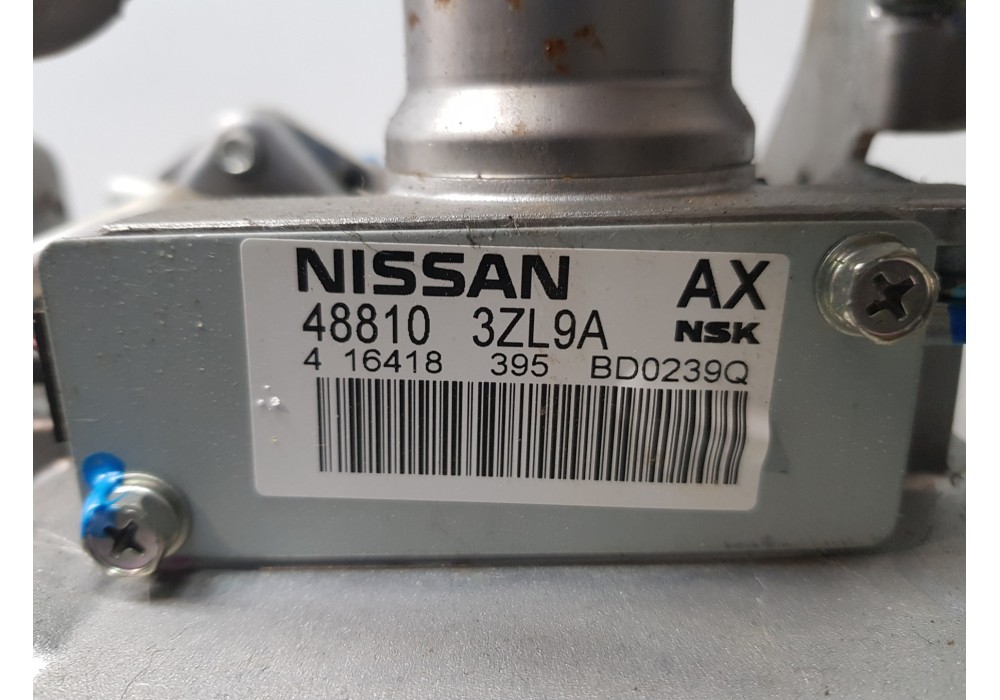 NISSAN AX
48810 3ZL9A NSK
4 16418 395 BD0239Q